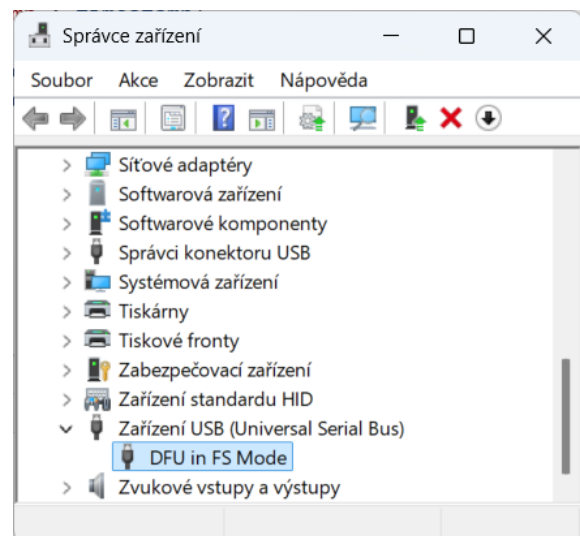 Správce zařízení
Soubor Akce Zobrazit Nápověda
Síťové adaptéry
Softwarová zařízení
Softwarové komponenty
Správci konektoru USB
Systémová zařízení
Tiskárny
Tiskové fronty
Zabezpečovací zařízení
Zařízení standardu HID
Zařízení USB (Universal Serial Bus)
DFU in FS Mode
Zvukové vstupy a výstupy